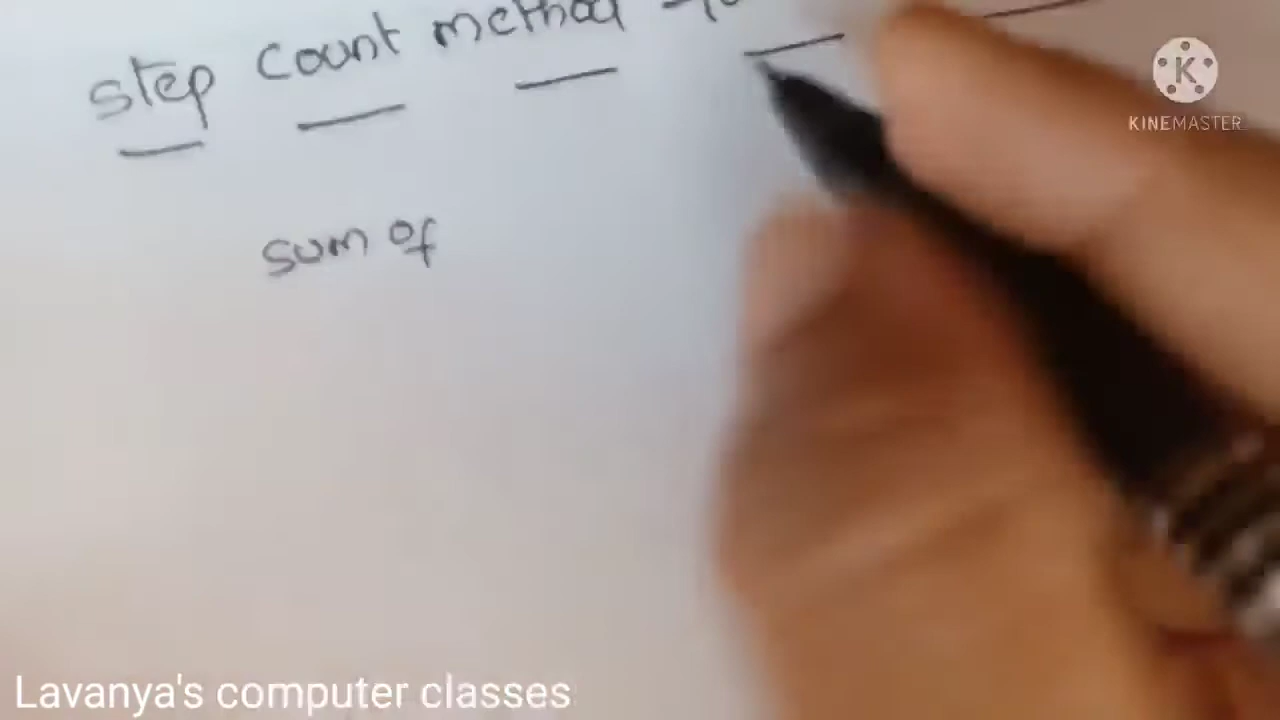 step count method
KINEMASTER
sum of
Lavanya's computer classes